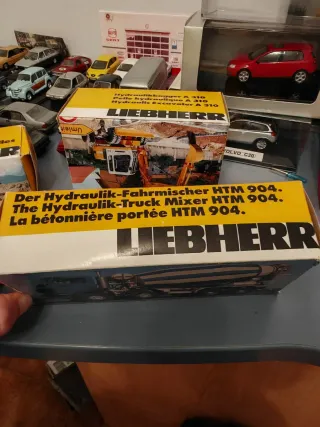 Hydraulikbagger A 310
Pelle hydraulique A 310
Hydraulic Excavator A 310
LIEBHERR
VOLVO C30
Der Hydraulik-Fahrmischer HTM 904.
The Hydraulik-Truck Mixer HTM 904.
La bétonnière portée HTM 904.
LIEBHERR